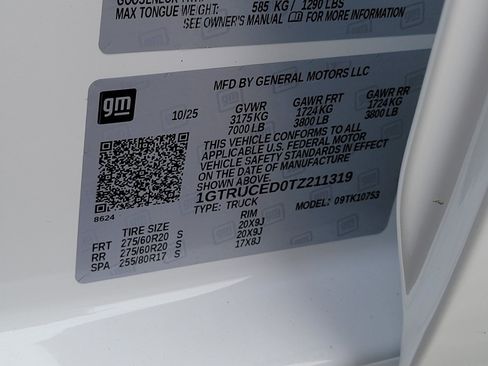 MAX TONGUE WEIGHT: 585 KG / 1290 LBS
SEE OWNER'S MANUAL FOR MORE INFORMATION
gm
MFD BY GENERAL MOTORS LLC
10/25 GVWR GAWR FRT GAWR RR
3175 KG 1724 KG 1724 KG
7000 LB 3800 LB 3800 LB
THIS VEHICLE CONFORMS TO ALL
APPLICABLE U.S. FEDERAL MOTOR
VEHICLE SAFETY STANDARDS IN EFFECT
ON THE DATE OF MANUFACTURE
SHOWN ABOVE.
1GTRUCED0TZ211319
8624
TYPE: TRUCK MODEL: 09TK10753
TIRE SIZE RIM
FRT 275/60R20 S 20X9J
RR 275/60R20 S 20X9J
SPA 255/80R17 S 17X8J